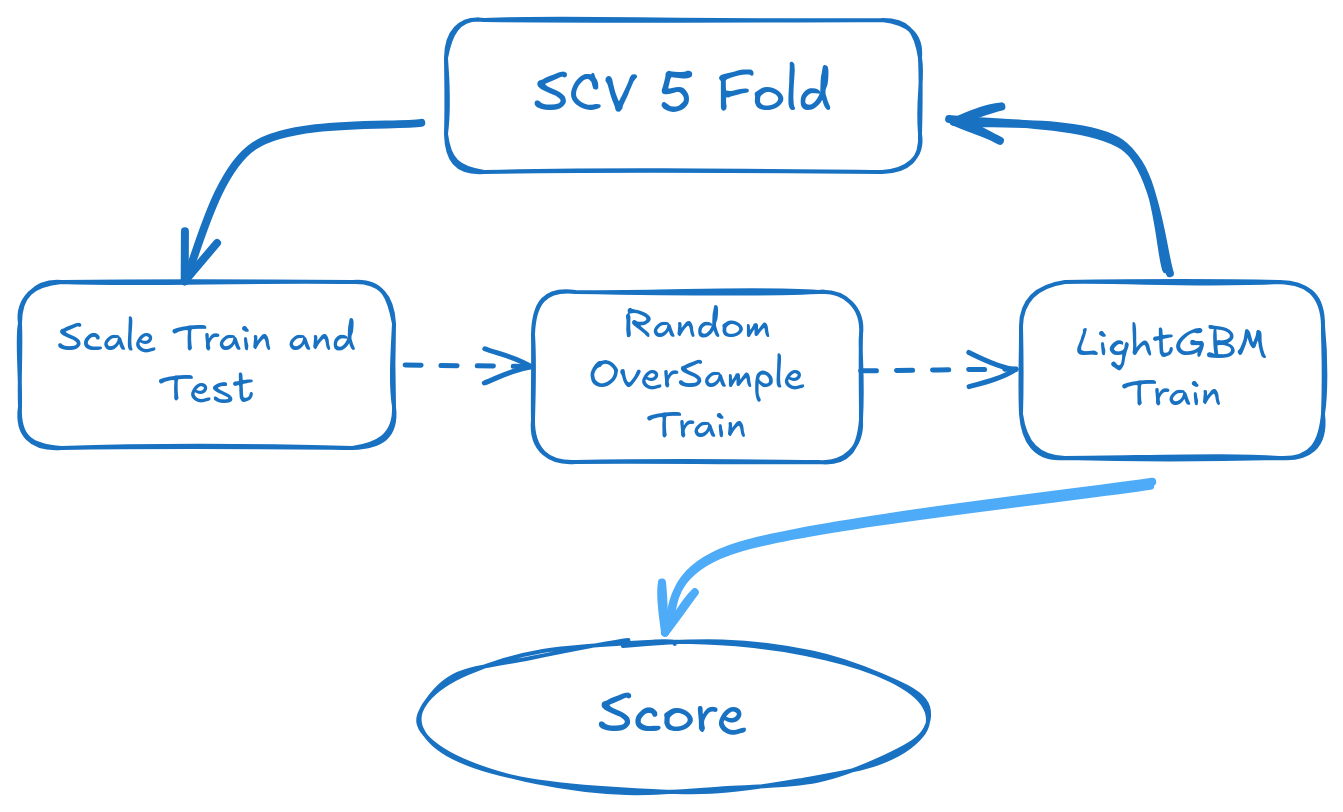 SCV 5 Fold
Scale Train and
Test
Random
OverSample
Train
LightGBM
Train
Score